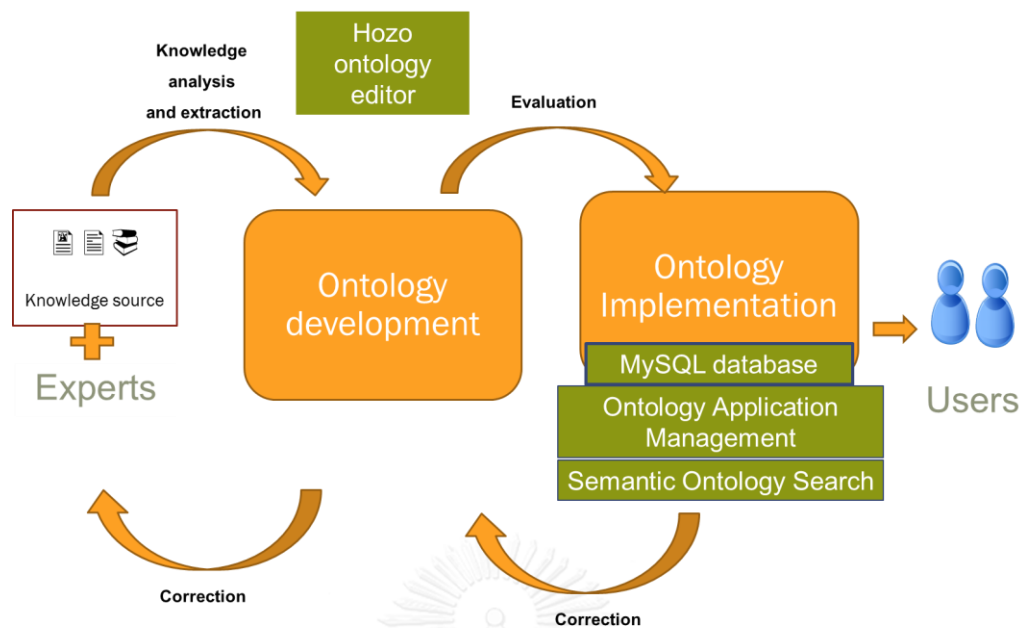 Knowledge
analysis
and extraction
Hozo
ontology
editor
Evaluation
Knowledge source
Experts
Ontology
development
Ontology
Implementation
MySQL database
Ontology Application
Management
Semantic Ontology Search
Users
Correction
Correction